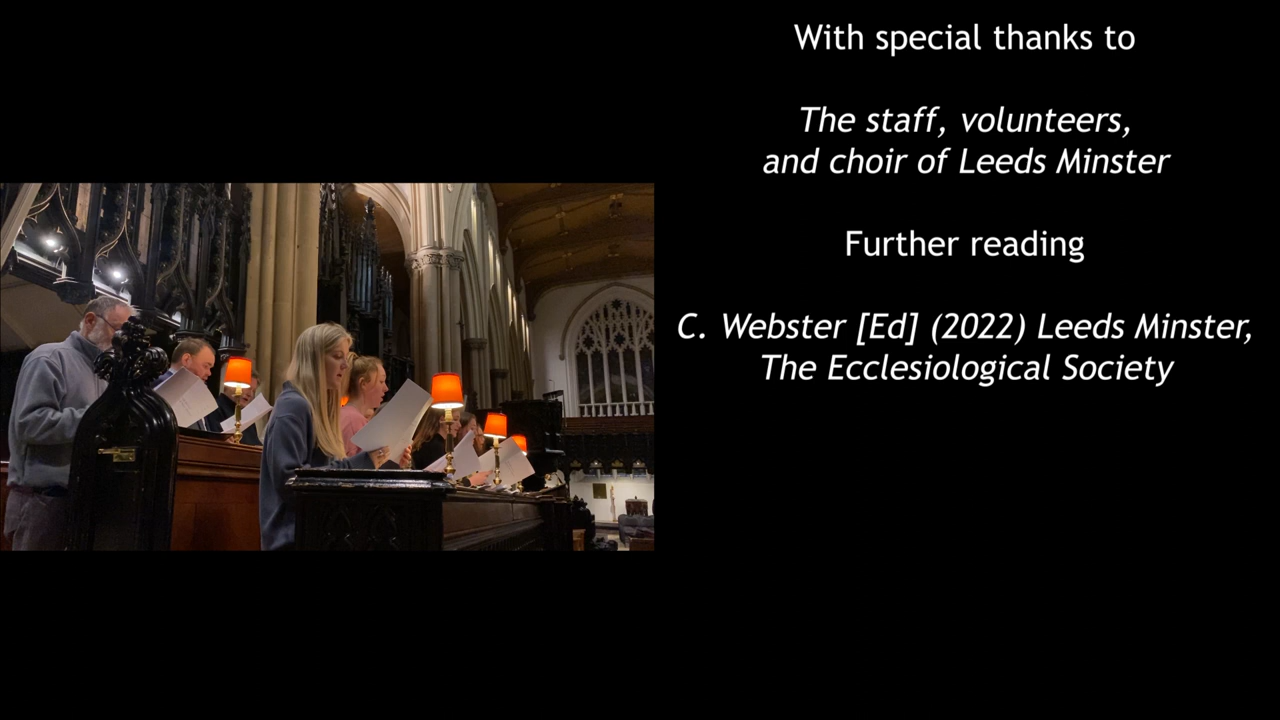 With special thanks to
The staff, volunteers,
and choir of Leeds Minster
Further reading
C. Webster [Ed] (2022) Leeds Minster,
The Ecclesiological Society